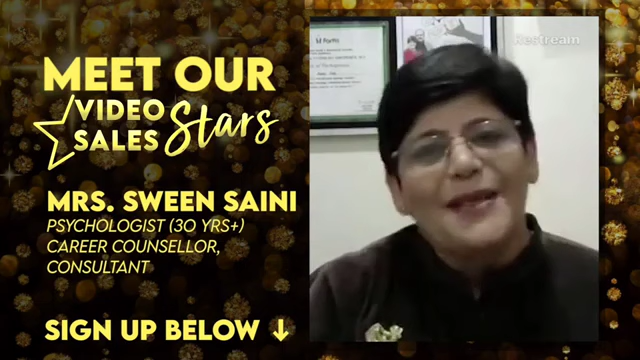 MEET OUR
VIDEO
SALES Stars
MRS. SWEEN SAINI
PSYCHOLOGIST (30 YRS+)
CAREER COUNSELLOR,
CONSULTANT
SIGN UP BELOW ↓
Restream